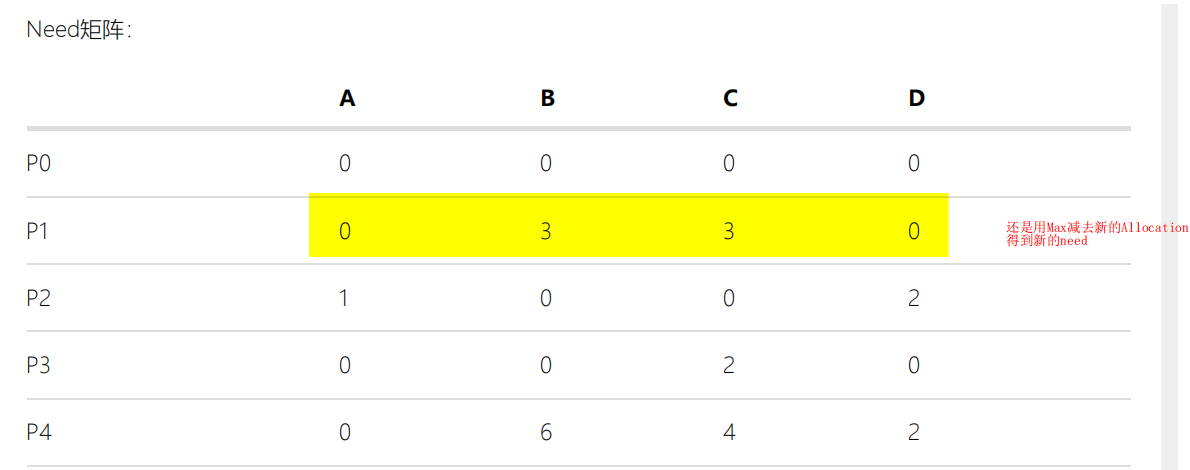 Need矩阵：
A B C D
P0 0 0 0 0
P1 0 3 3 0 还是用Max减去新的Allocation
得到新的need
P2 1 0 0 2
P3 0 0 2 0
P4 0 6 4 2